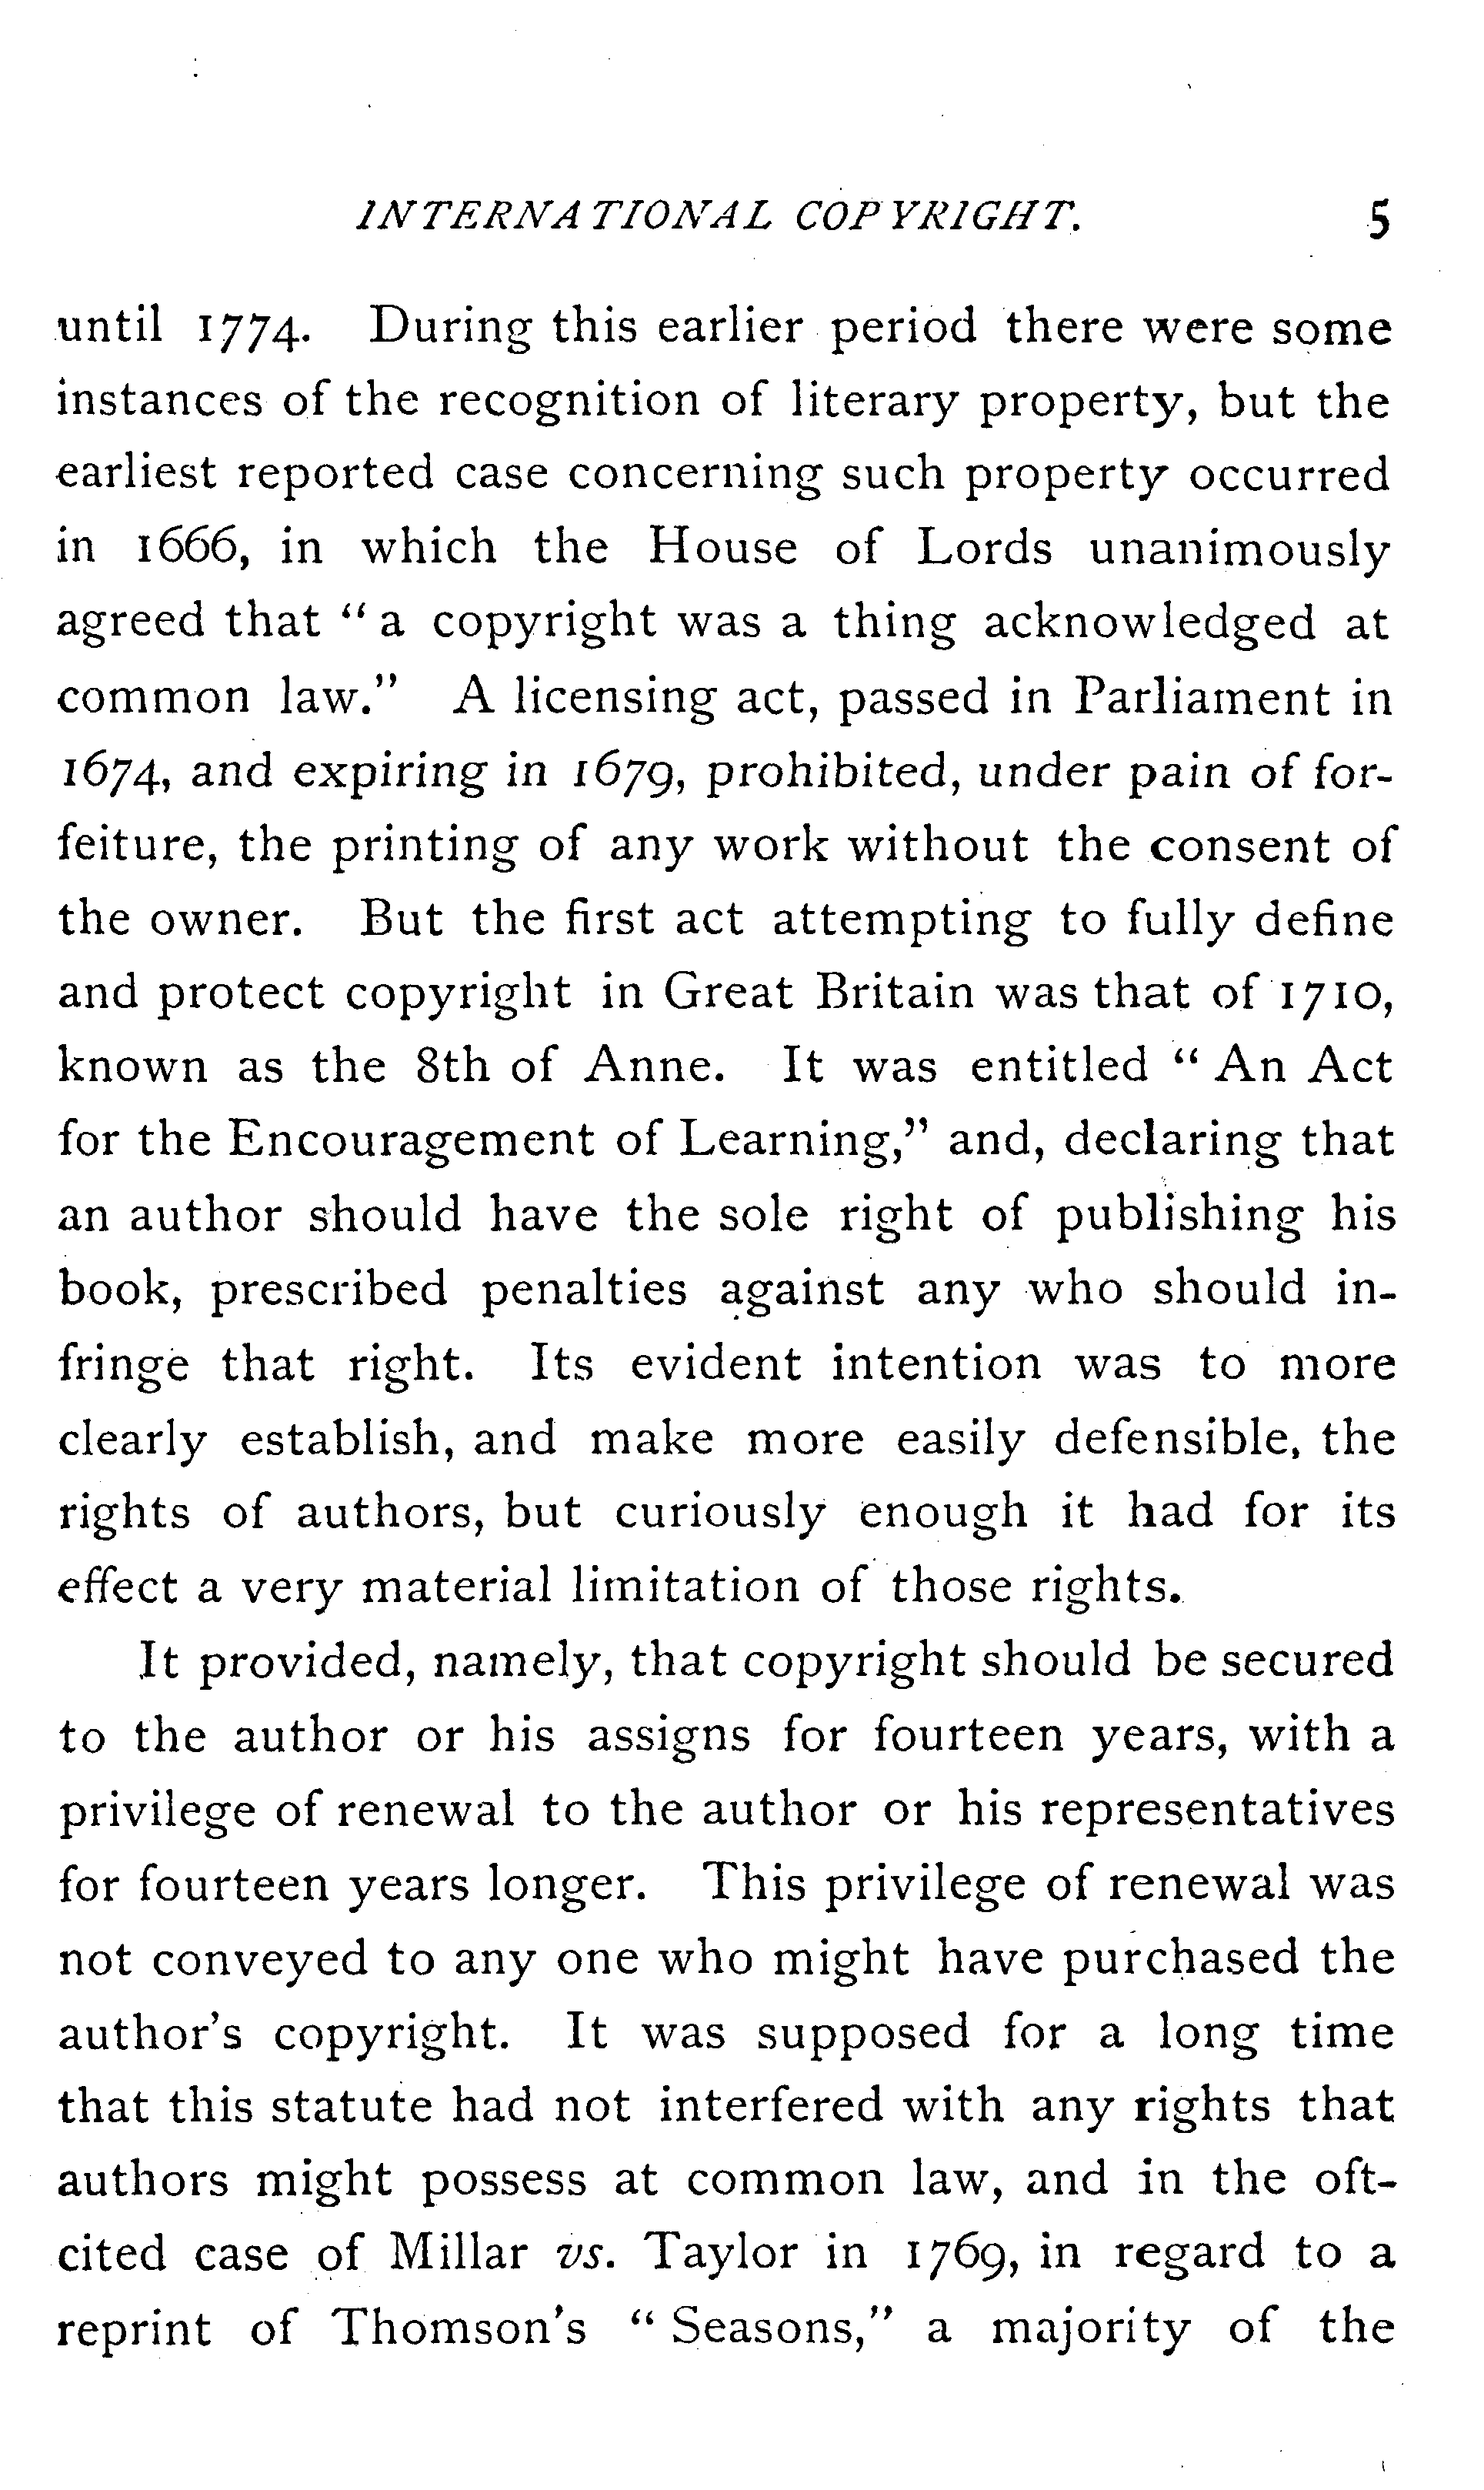 INTERNATIONAL COPYRIGHT. 5
until 1774. During this earlier period there were some
instances of the recognition of literary property, but the
earliest reported case concerning such property occurred
in 1666, in which the House of Lords unanimously
agreed that " a copyright was a thing acknowledged at
common law." A licensing act, passed in Parliament in
1674, and expiring in 1679, prohibited, under pain of for-
feiture, the printing of any work without the consent of
the owner. But the first act attempting to fully define
and protect copyright in Great Britain was that of 1710,
known as the 8th of Anne. It was entitled " An Act
for the Encouragement of Learning," and, declaring that
an author should have the sole right of publishing his
book, prescribed penalties against any who should in-
fringe that right. Its evident intention was to more
clearly establish, and make more easily defensible, the
rights of authors, but curiously enough it had for its
effect a very material limitation of those rights.
It provided, namely, that copyright should be secured
to the author or his assigns for fourteen years, with a
privilege of renewal to the author or his representatives
for fourteen years longer. This privilege of renewal was
not conveyed to any one who might have purchased the
author's copyright. It was supposed for a long time
that this statute had not interfered with any rights that
authors might possess at common law, and in the oft-
cited case of Millar vs. Taylor in 1769, in regard to a
reprint of Thomson's " Seasons," a majority of the